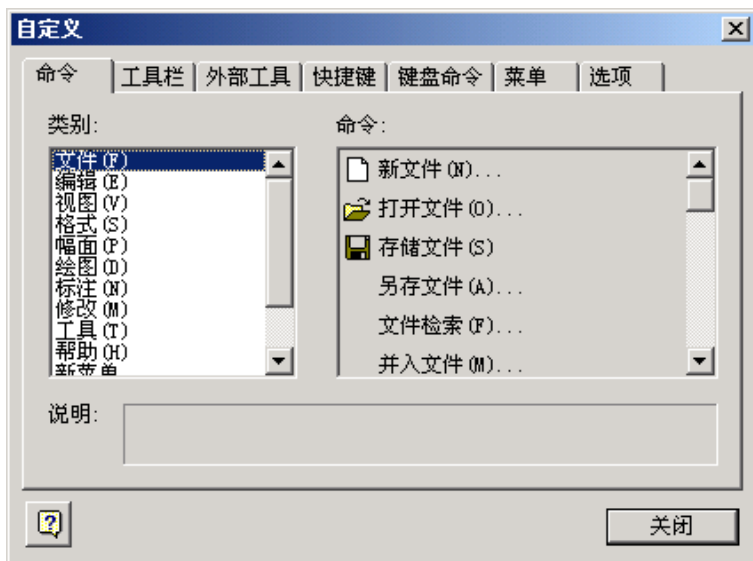 自定义
命令 工具栏 外部工具 快捷键 键盘命令 菜单 选项
类别:
文件(F)
编辑(E)
视图(V)
格式(S)
幅面(P)
绘图(D)
标注(N)
修改(M)
工具(T)
帮助(H)
新菜单
命令:
新文件(N)...
打开文件(O)...
存储文件(S)
另存文件(A)...
文件检索(F)...
并入文件(M)...
说明:
关闭